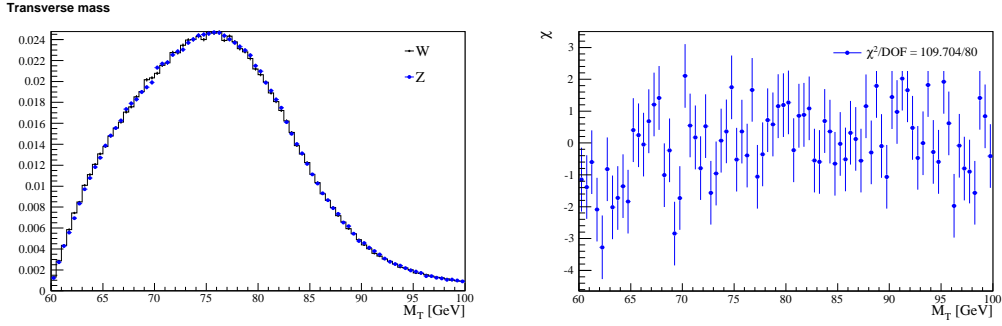 Transverse mass
0.024
0.022
0.02
0.018
0.016
0.014
0.012
0.01
0.008
0.006
0.004
0.002
0
W
Z
60 65 70 75 80 85 90 95 100
M_T [GeV]
χ
3
2
1
0
-1
-2
-3
-4
χ²/DOF = 109.704/80
60 65 70 75 80 85 90 95 100
M_T [GeV]